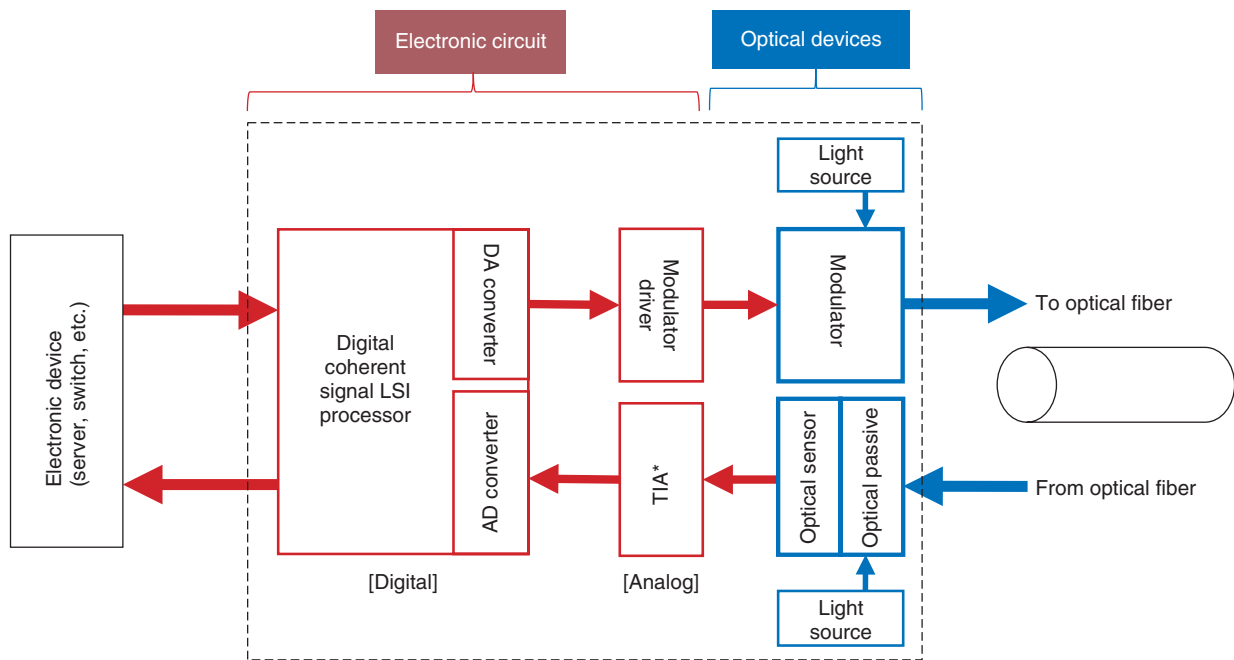 Electronic circuit
Optical devices
Light
source
Electronic device
(server, switch, etc.)
Digital
coherent
signal LSI
processor
DA converter
Modulator
driver
Modulator
To optical fiber
AD converter
TIA*
Optical sensor
Optical passive
From optical fiber
[Digital]
[Analog]
Light
source